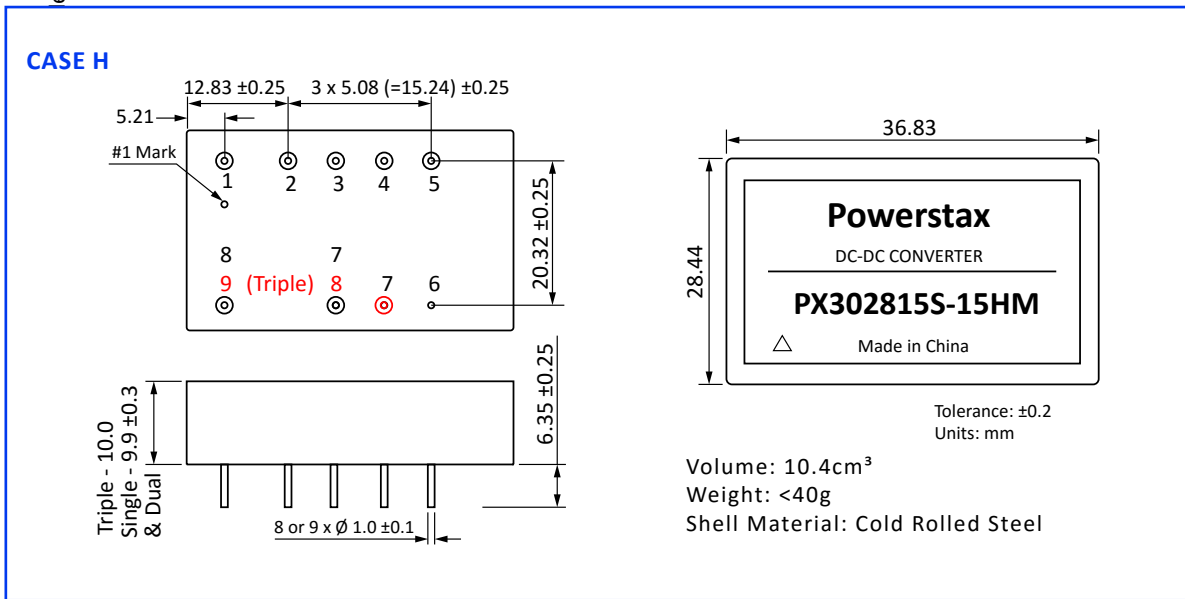 CASE H
12.83 ±0.25
3 x 5.08 (=15.24) ±0.25
5.21
#1 Mark
1
2
3
4
5
20.32 ±0.25
8
7
9 (Triple) 8
7
6
6.35 ±0.25
Triple - 10.0
Single - 9.9 ±0.3
& Dual
8 or 9 x Ø 1.0 ±0.1
36.83
28.44
Powerstax
DC-DC CONVERTER
PX302815S-15HM
Made in China
Tolerance: ±0.2
Units: mm
Volume: 10.4cm³
Weight: <40g
Shell Material: Cold Rolled Steel